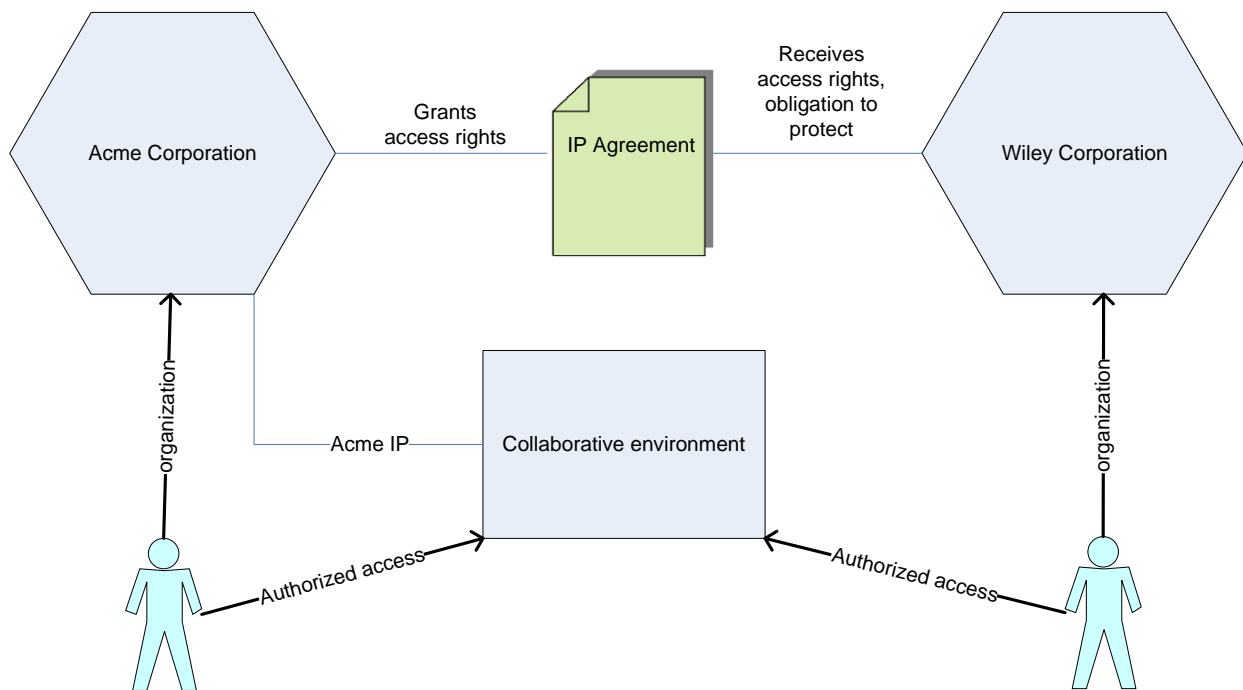 Receives
access rights,
obligation to
protect
Grants
access rights
Acme Corporation
IP Agreement
Wiley Corporation
organization
organization
Acme IP
Collaborative environment
Authorized access
Authorized access